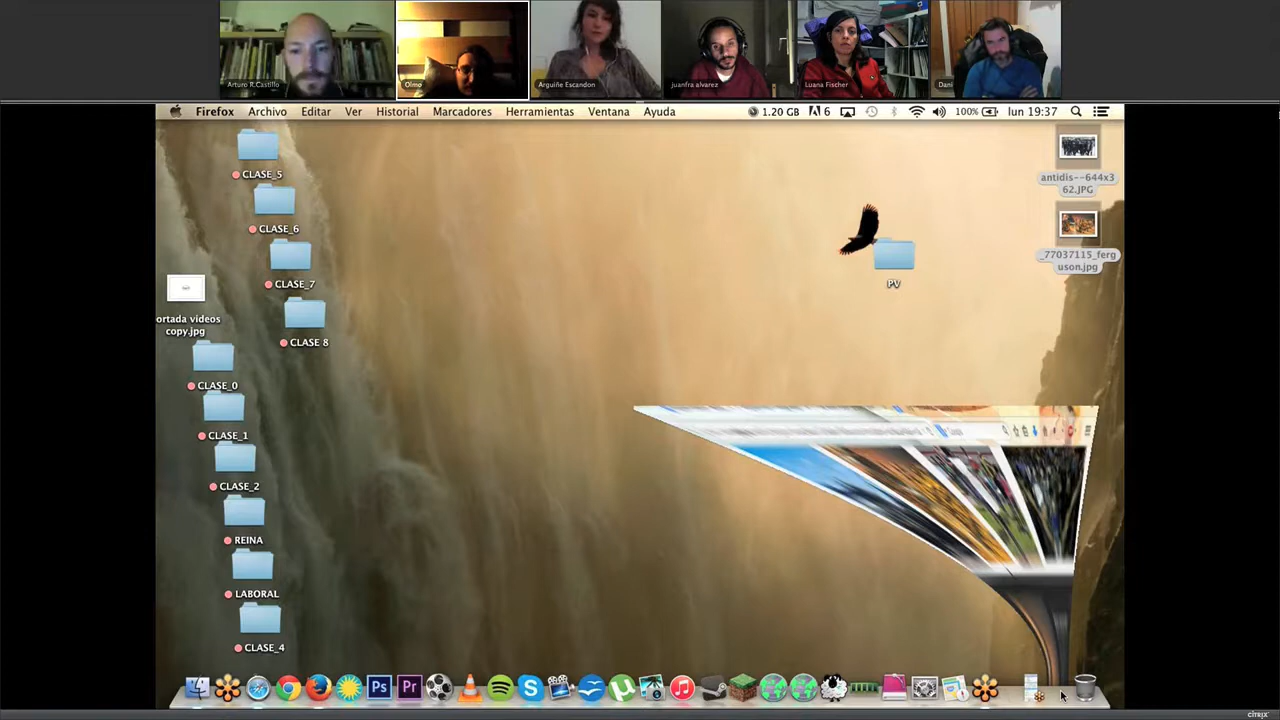 Arturo R.Castillo
Olmo
Arguiñe Escandon
juanfra alvarez
Luana Fischer
Dani
Firefox Archivo Editar Ver Historial Marcadores Herramientas Ventana Ayuda
1.20 GB 6 100% lun 19:37
CLASE_5
antidis--644x3
62.JPG
CLASE_6
_77037115_ferg
uson.jpg
CLASE_7
PV
ortada videos
copy.jpg
CLASE 8
CLASE_0
CLASE_1
CLASE_2
REINA
LABORAL
CLASE_4
Ps
Pr
CITRIX